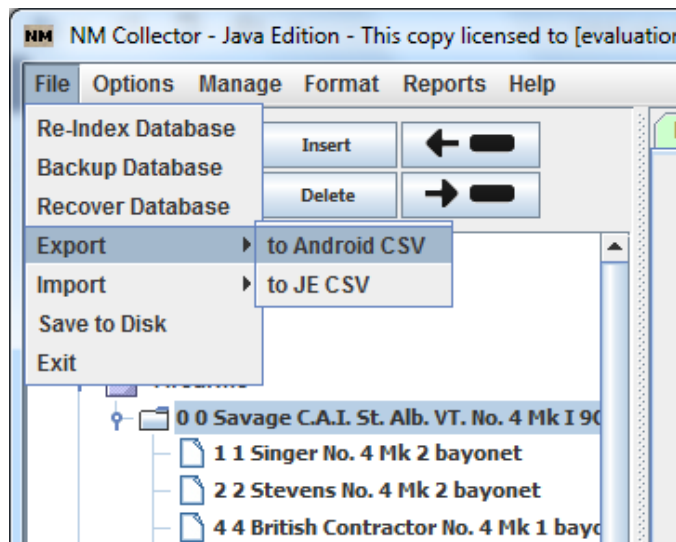 NM NM Collector - Java Edition - This copy licensed to [evaluation
File Options Manage Format Reports Help
Re-Index Database
Insert
Backup Database
Delete
Recover Database
Export to Android CSV
Import to JE CSV
Save to Disk
Exit
0 0 Savage C.A.I. St. Alb. VT. No. 4 Mk I
1 1 Singer No. 4 Mk 2 bayonet
2 2 Stevens No. 4 Mk 2 bayonet
4 4 British Contractor No. 4 Mk 1